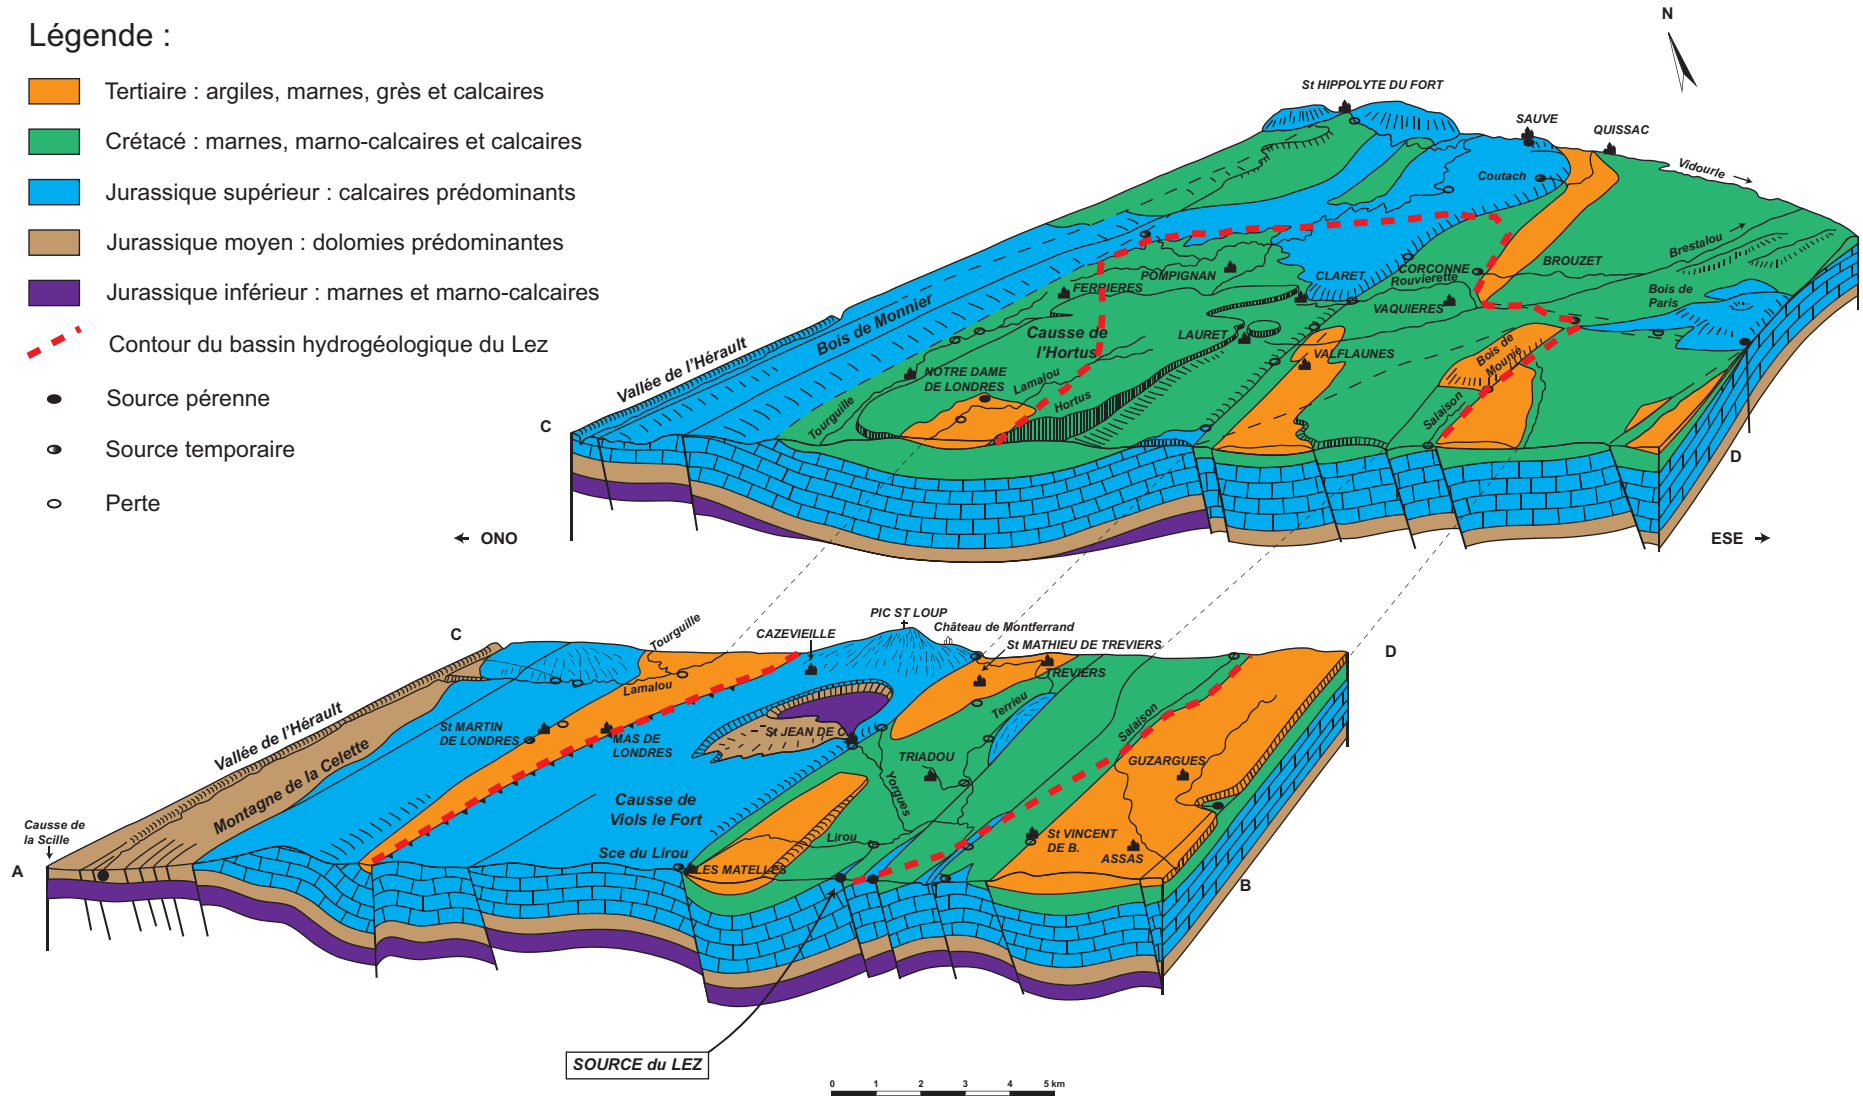 Légende :
Tertiaire : argiles, marnes, grès et calcaires
Crétacé : marnes, marno-calcaires et calcaires
Jurassique supérieur : calcaires prédominants
Jurassique moyen : dolomies prédominantes
Jurassique inférieur : marnes et marno-calcaires
Contour du bassin hydrogéologique du Lez
Source pérenne
Source temporaire
Perte
N
St HIPPOLYTE DU FORT
SAUVE
QUISSAC
Vidourle
Coutach
Brestalou
BROUZET
CORCONNE
Rouvierette
Bois de
Paris
POMPIGNAN
CLARET
VAQUIERES
FERRIERES
Bois de Monnier
Vallée de l'Hérault
Causse de
l'Hortus
LAURET
VALFLAUNES
Bois de
Mounié
NOTRE DAME
DE LONDRES
Lamalou
Hortus
Tourguille
Salaison
C
D
ONO
ESE
PIC ST LOUP
Château de Montferrand
C
Tourguille
CAZEVIEILLE
St MATHIEU DE TREVIERS
D
TREVIERS
Lamalou
Terrieu
Vallée de l'Hérault
St MARTIN
DE LONDRES
MAS DE
LONDRES
St JEAN DE C.
Salaison
Montagne de la Celette
TRIADOU
GUZARGUES
Yorgues
Causse de
Viols le Fort
Causse de
la Scille
Lirou
St VINCENT
DE B.
Sce du Lirou
ASSAS
LES MATELLES
A
B
SOURCE du LEZ
0 1 2 3 4 5 km